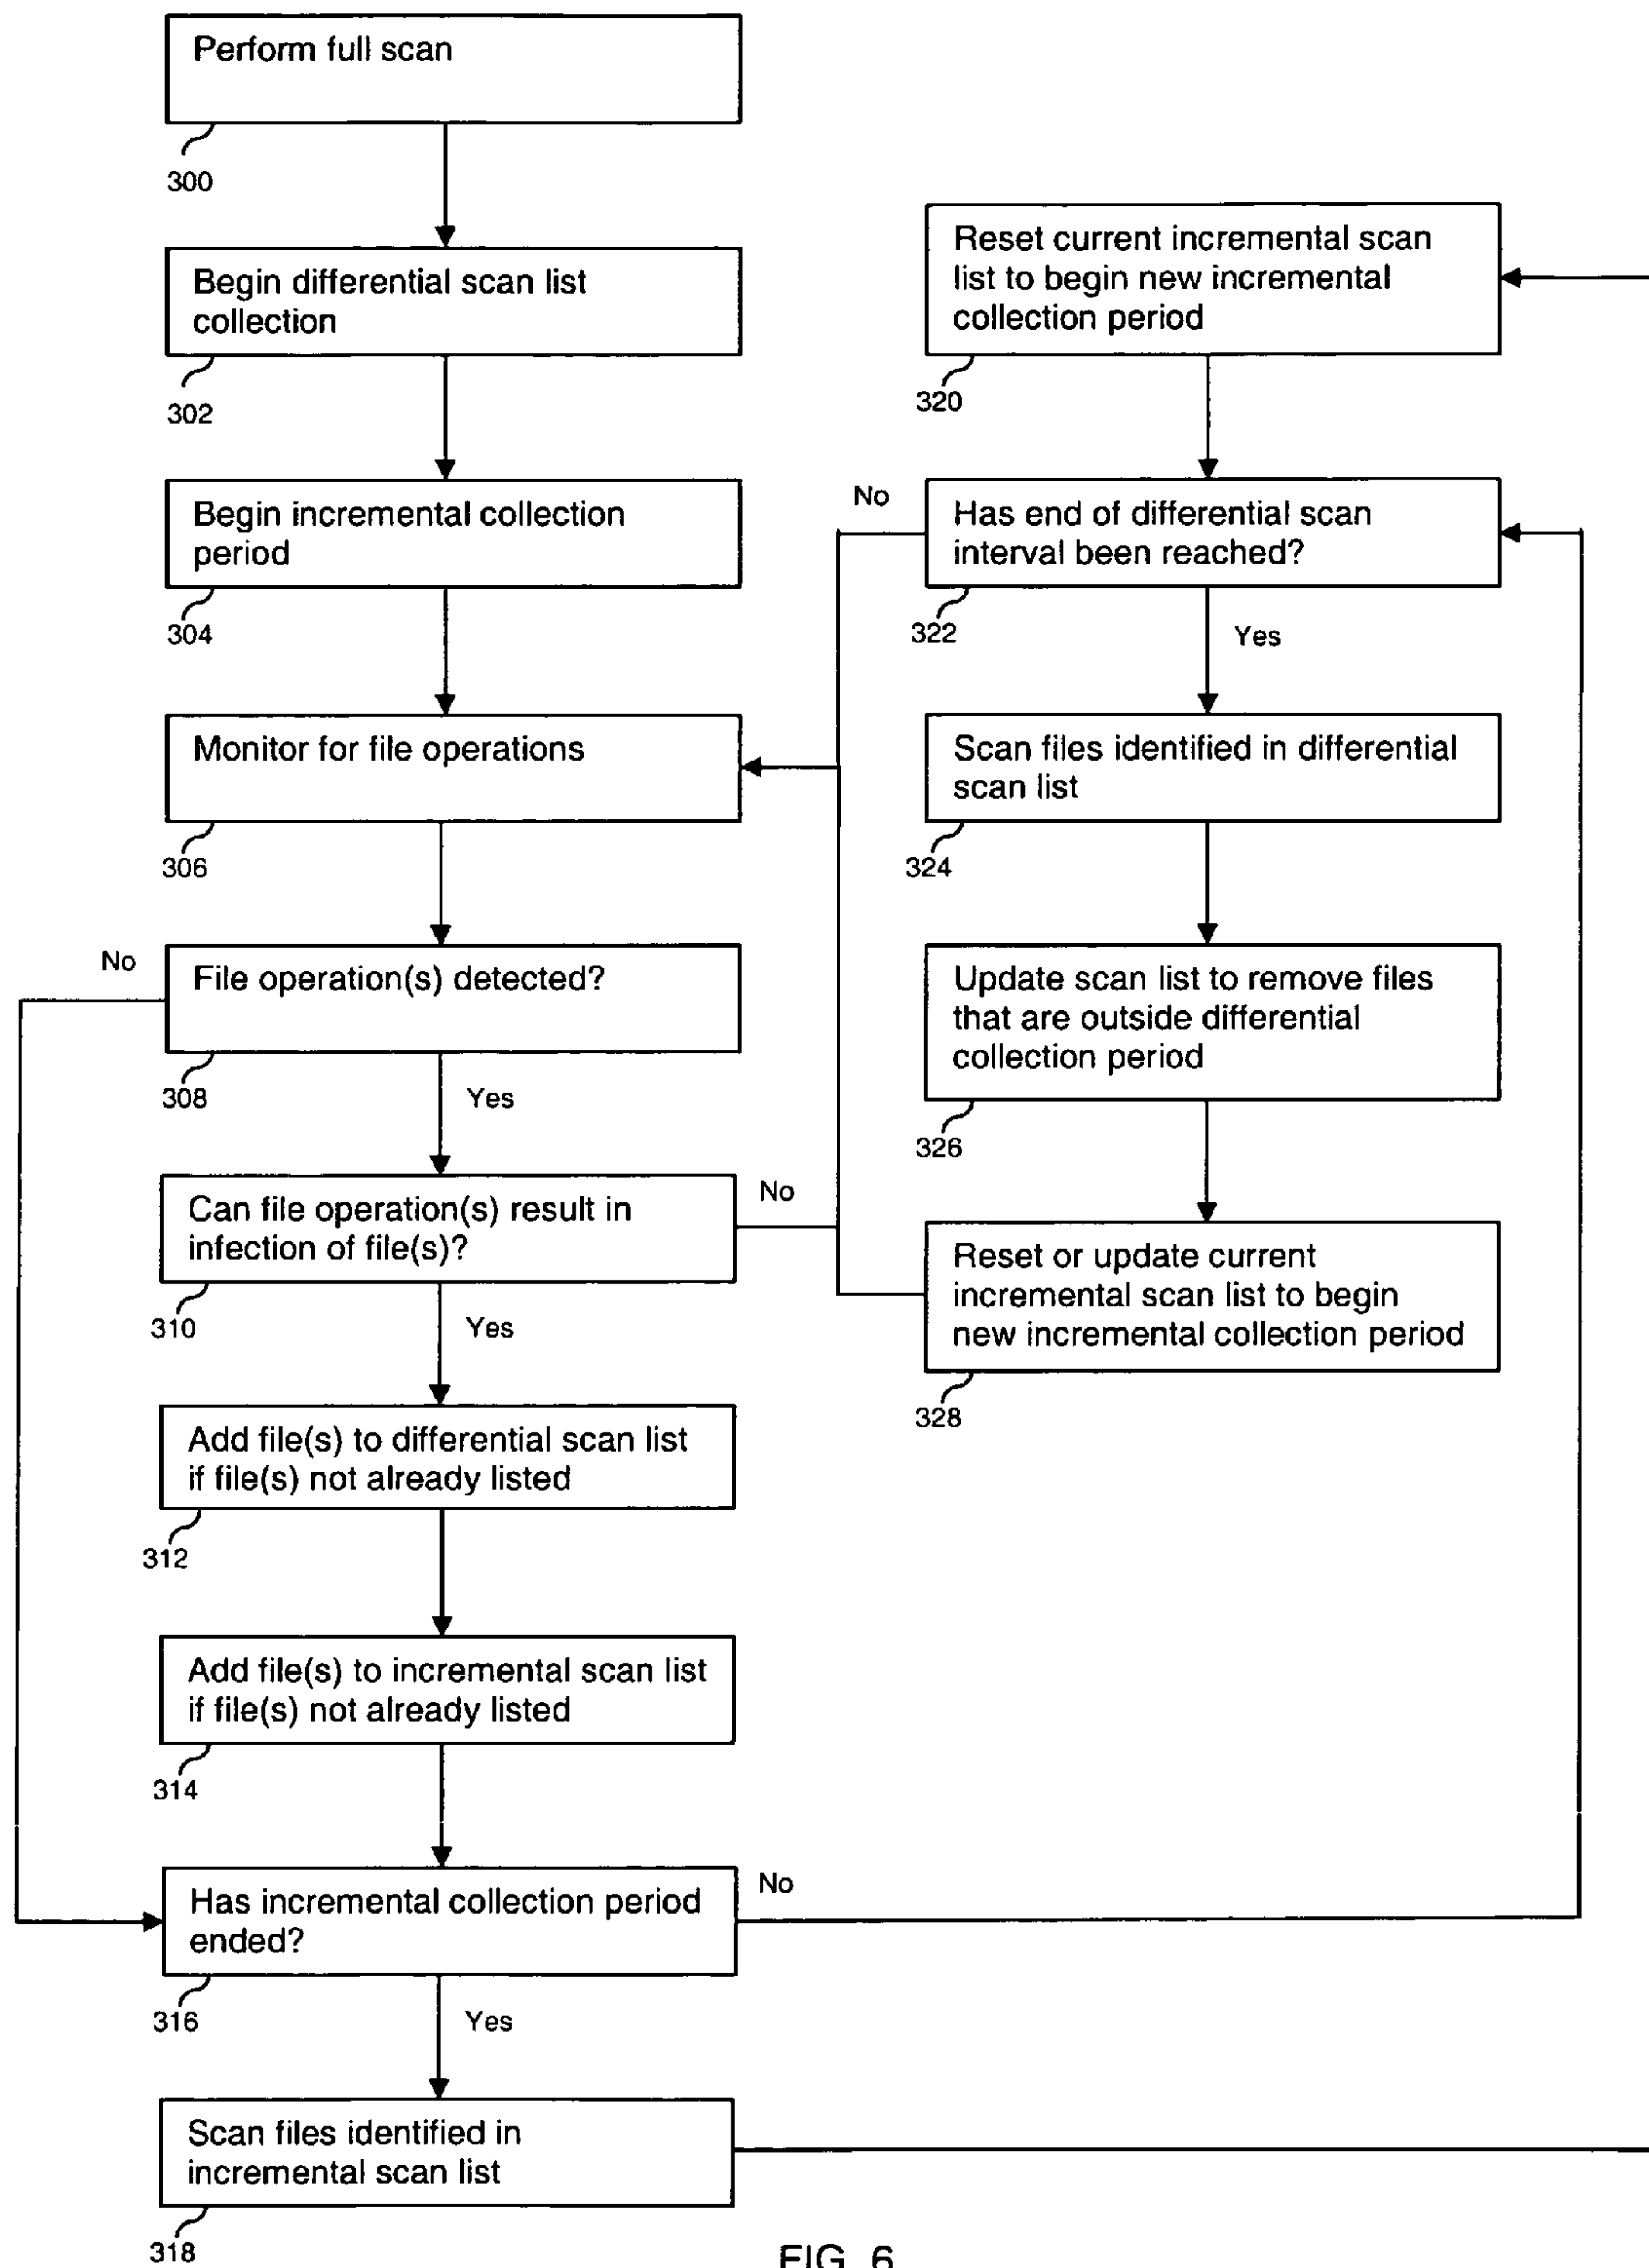 Perform full scan
300
Begin differential scan list
collection
302
Begin incremental collection
period
304
Monitor for file operations
306
No
File operation(s) detected?
308
Yes
Can file operation(s) result in
infection of file(s)?
No
310
Yes
Add file(s) to differential scan list
if file(s) not already listed
312
Add file(s) to incremental scan list
if file(s) not already listed
314
Has incremental collection period
ended?
No
316
Yes
Scan files identified in
incremental scan list
318
Reset current incremental scan
list to begin new incremental
collection period
320
No
Has end of differential scan
interval been reached?
322
Yes
Scan files identified in differential
scan list
324
Update scan list to remove files
that are outside differential
collection period
326
Reset or update current
incremental scan list to begin
new incremental collection period
328
FIG. 6